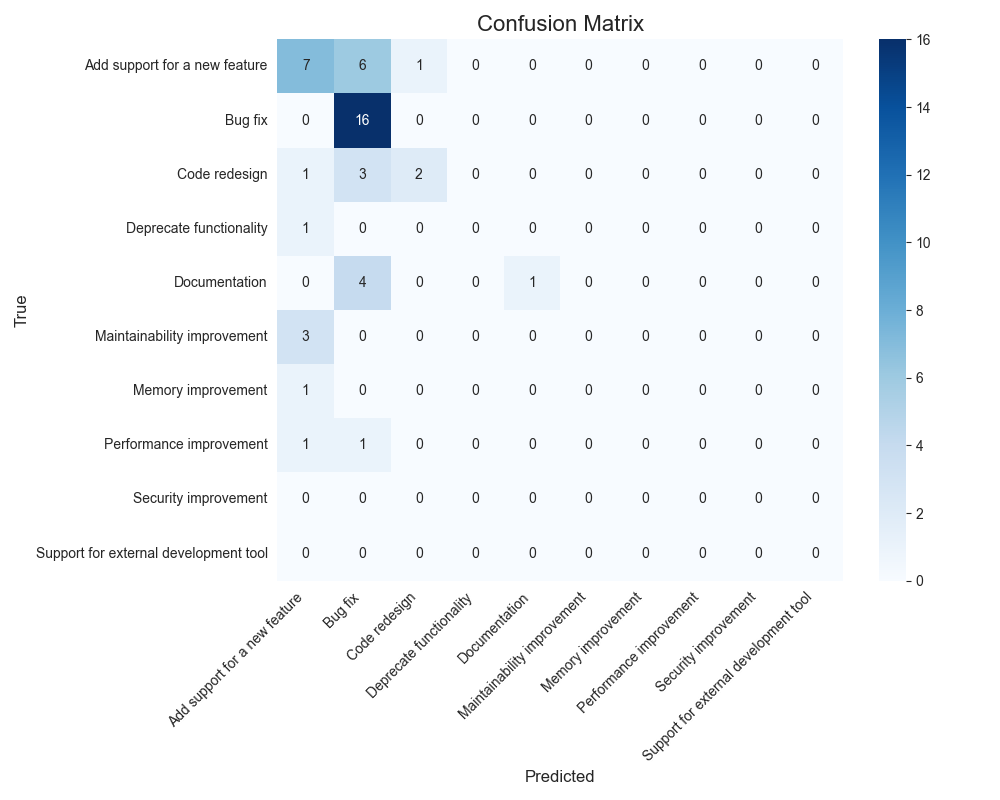 Confusion Matrix
Add support for a new feature 7 6 1 0 0 0 0 0 0 0
Bug fix 0 16 0 0 0 0 0 0 0 0
Code redesign 1 3 2 0 0 0 0 0 0 0
Deprecate functionality 1 0 0 0 0 0 0 0 0 0
Documentation 0 4 0 0 1 0 0 0 0 0
Maintainability improvement 3 0 0 0 0 0 0 0 0 0
Memory improvement 1 0 0 0 0 0 0 0 0 0
Performance improvement 1 1 0 0 0 0 0 0 0 0
Security improvement 0 0 0 0 0 0 0 0 0 0
Support for external development tool 0 0 0 0 0 0 0 0 0 0
True
Add support for a new feature
Bug fix
Code redesign
Deprecate functionality
Documentation
Maintainability improvement
Memory improvement
Performance improvement
Security improvement
Support for external development tool
Predicted
16
14
12
10
8
6
4
2
0